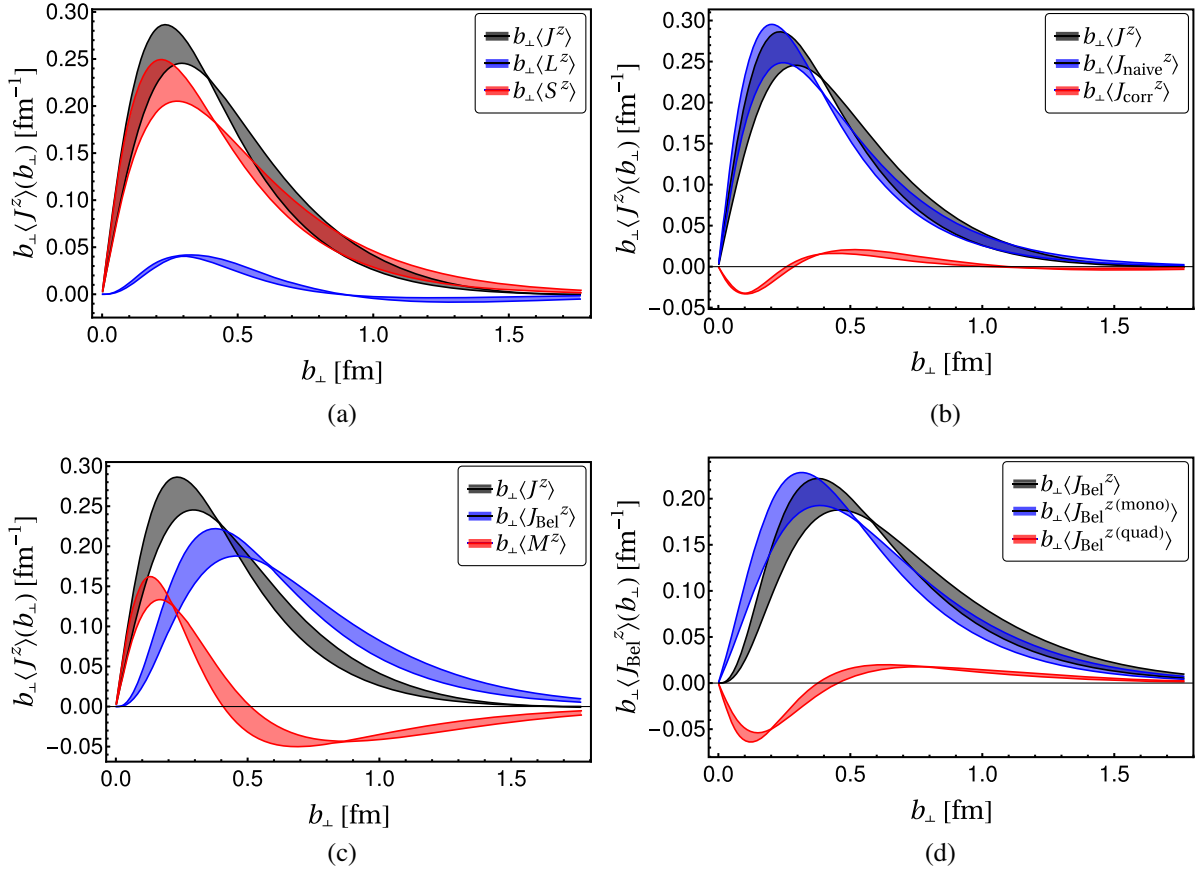 0.30
0.25
0.20
0.15
0.10
0.05
0.00
b⊥⟨J^z⟩(b⊥) [fm⁻¹]
b⊥⟨J^z⟩
b⊥⟨L^z⟩
b⊥⟨S^z⟩
0.0 0.5 1.0 1.5
b⊥ [fm]
(a)
0.30
0.25
0.20
0.15
0.10
0.05
0.00
−0.05
b⊥⟨J^z⟩(b⊥) [fm⁻¹]
b⊥⟨J^z⟩
b⊥⟨J_naive^z⟩
b⊥⟨J_corr^z⟩
0.0 0.5 1.0 1.5
b⊥ [fm]
(b)
0.30
0.25
0.20
0.15
0.10
0.05
0.00
−0.05
b⊥⟨J^z⟩(b⊥) [fm⁻¹]
b⊥⟨J^z⟩
b⊥⟨J_Bel^z⟩
b⊥⟨M^z⟩
0.0 0.5 1.0 1.5
b⊥ [fm]
(c)
0.20
0.15
0.10
0.05
0.00
−0.05
b⊥⟨J_Bel^z⟩(b⊥) [fm⁻¹]
b⊥⟨J_Bel^z⟩
b⊥⟨J_Bel^z(mono)⟩
b⊥⟨J_Bel^z(quad)⟩
0.0 0.5 1.0 1.5
b⊥ [fm]
(d)